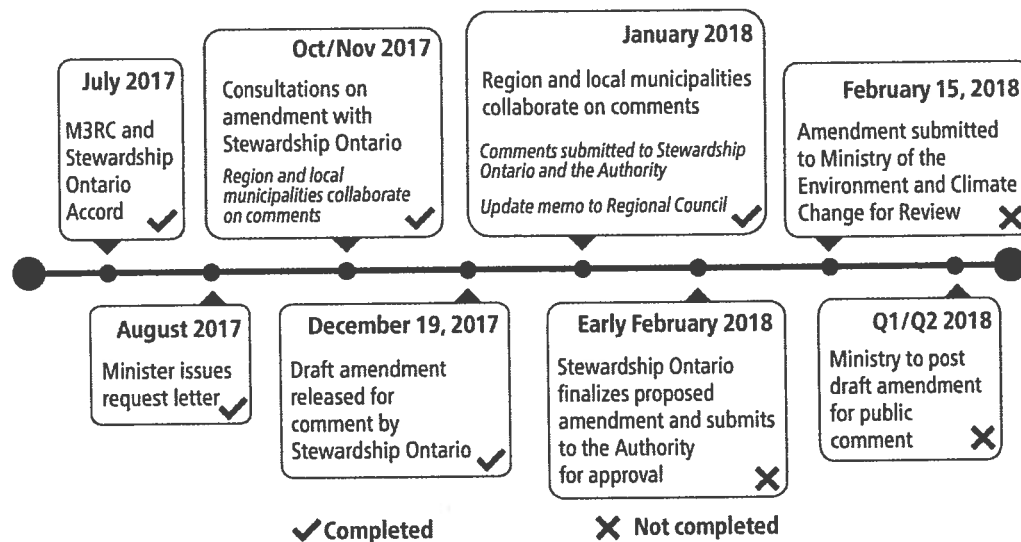 July 2017
M3RC and
Stewardship
Ontario
Accord
August 2017
Minister issues
request letter
Oct/Nov 2017
Consultations on
amendment with
Stewardship Ontario
Region and local
municipalities collaborate
on comments
December 19, 2017
Draft amendment
released for
comment by
Stewardship Ontario
January 2018
Region and local municipalities
collaborate on comments
Comments submitted to Stewardship
Ontario and the Authority
Update memo to Regional Council
Early February 2018
Stewardship Ontario
finalizes proposed
amendment and submits
to the Authority
for approval
February 15, 2018
Amendment submitted
to Ministry of the
Environment and Climate
Change for Review
Q1/Q2 2018
Ministry to post
draft amendment
for public
comment
Completed
Not completed